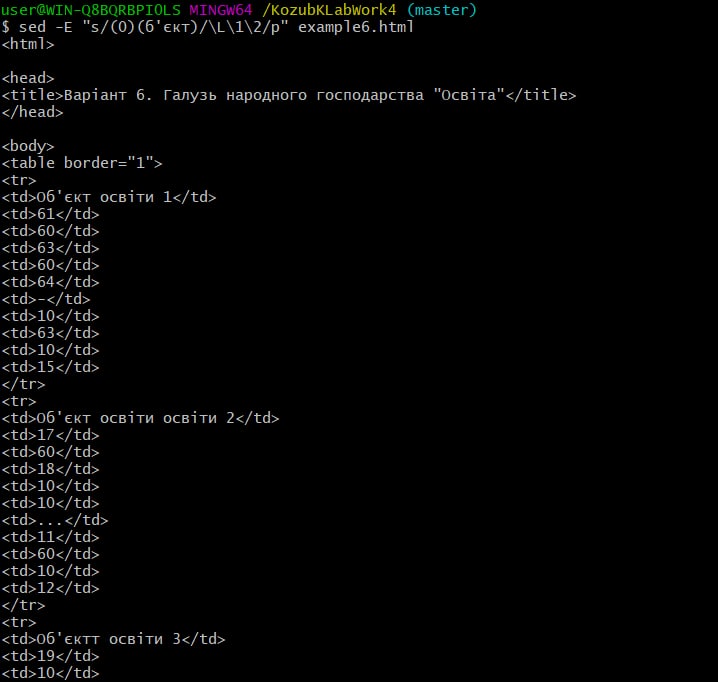 user@WIN-Q8BQRBPIOLS MINGW64 /KozubKLabWork4 (master)
$ sed -E "s/(О)(б'єкт)/\L\1\2/p" example6.html
<html>
<head>
<title>Варіант 6. Галузь народного господарства "Освіта"</title>
</head>
<body>
<table border="1">
<tr>
<td>Об'єкт освіти 1</td>
<td>61</td>
<td>60</td>
<td>63</td>
<td>60</td>
<td>64</td>
<td>-</td>
<td>10</td>
<td>63</td>
<td>10</td>
<td>15</td>
</tr>
<tr>
<td>Об'єкт освіти освіти 2</td>
<td>17</td>
<td>60</td>
<td>18</td>
<td>10</td>
<td>10</td>
<td>...</td>
<td>11</td>
<td>60</td>
<td>10</td>
<td>12</td>
</tr>
<tr>
<td>Об'єктт освіти 3</td>
<td>19</td>
<td>10</td>